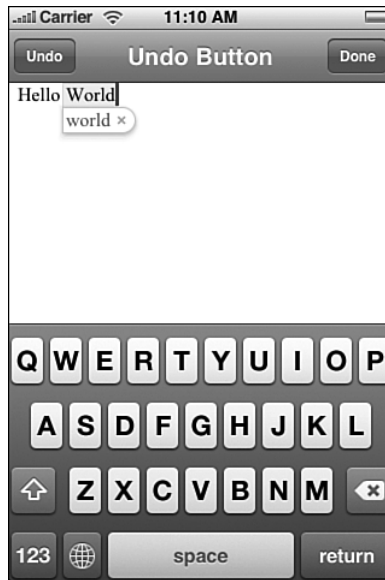 Carrier 11:10 AM
Undo Undo Button Done
Hello World
world ×
Q W E R T Y U I O P
A S D F G H J K L
Z X C V B N M
123 space return